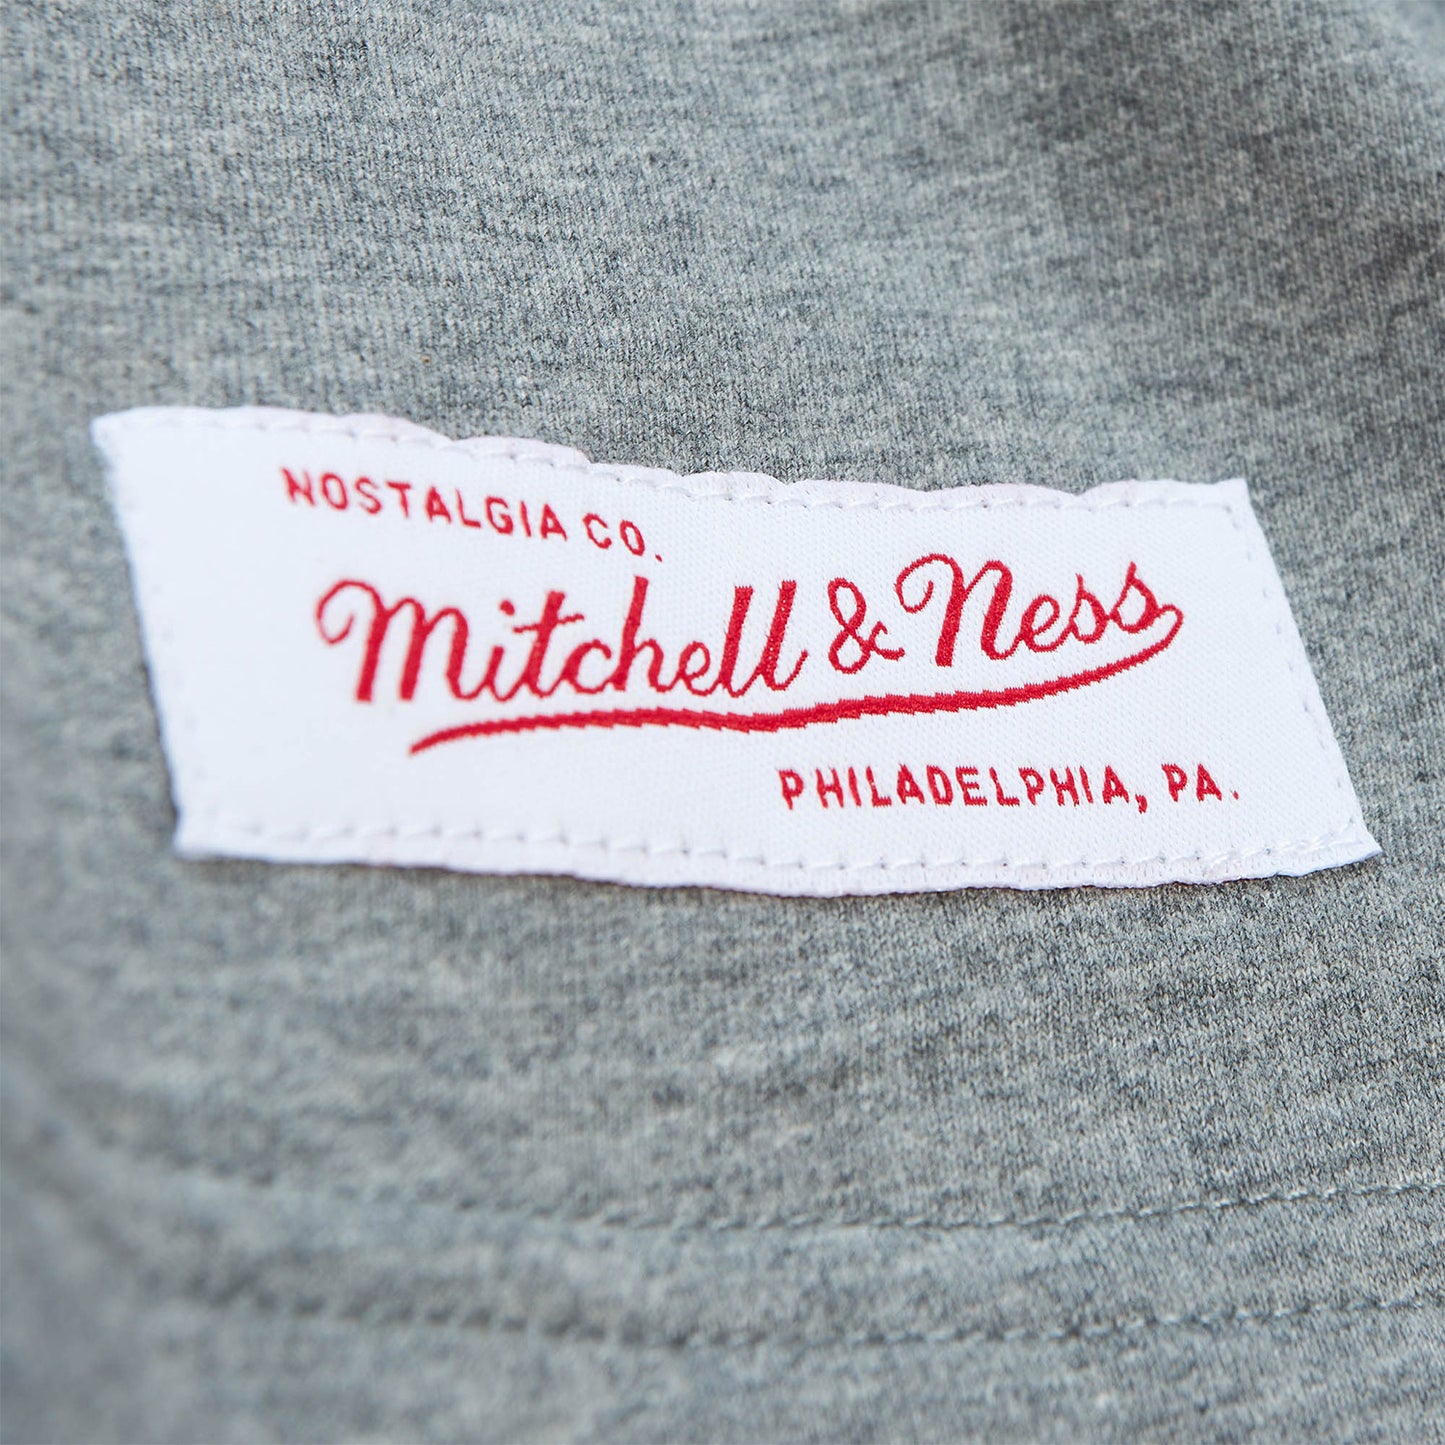 NOSTALGIA CO.
Mitchell & Ness
PHILADELPHIA, PA.